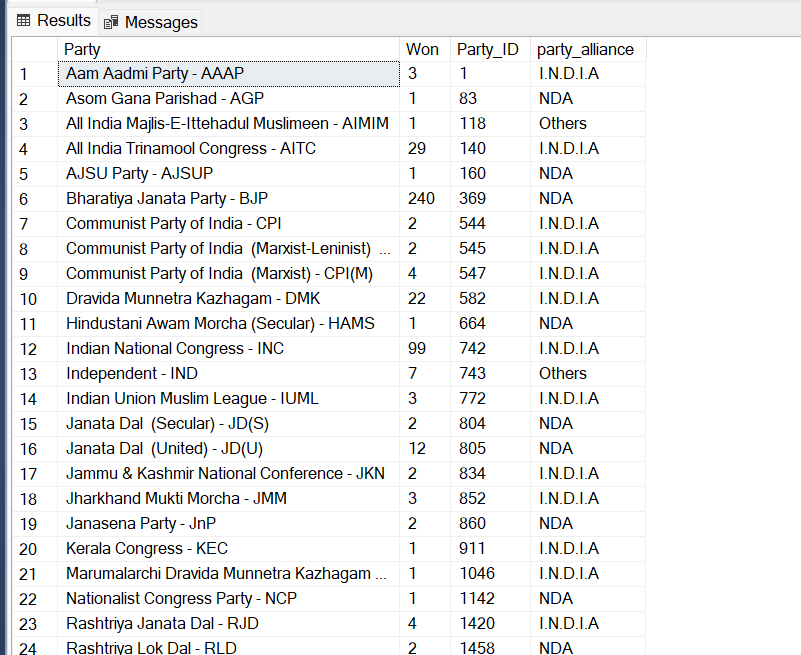 Results Messages
Party Won Party_ID party_alliance
1 Aam Aadmi Party - AAAP 3 1 I.N.D.I.A
2 Asom Gana Parishad - AGP 1 83 NDA
3 All India Majlis-E-Ittehadul Muslimeen - AIMIM 1 118 Others
4 All India Trinamool Congress - AITC 29 140 I.N.D.I.A
5 AJSU Party - AJSUP 1 160 NDA
6 Bharatiya Janata Party - BJP 240 369 NDA
7 Communist Party of India - CPI 2 544 I.N.D.I.A
8 Communist Party of India (Marxist-Leninist) ... 2 545 I.N.D.I.A
9 Communist Party of India (Marxist) - CPI(M) 4 547 I.N.D.I.A
10 Dravida Munnetra Kazhagam - DMK 22 582 I.N.D.I.A
11 Hindustani Awam Morcha (Secular) - HAMS 1 664 NDA
12 Indian National Congress - INC 99 742 I.N.D.I.A
13 Independent - IND 7 743 Others
14 Indian Union Muslim League - IUML 3 772 I.N.D.I.A
15 Janata Dal (Secular) - JD(S) 2 804 NDA
16 Janata Dal (United) - JD(U) 12 805 NDA
17 Jammu & Kashmir National Conference - JKN 2 834 I.N.D.I.A
18 Jharkhand Mukti Morcha - JMM 3 852 I.N.D.I.A
19 Janasena Party - JnP 2 860 NDA
20 Kerala Congress - KEC 1 911 I.N.D.I.A
21 Marumalarchi Dravida Munnetra Kazhagam ... 1 1046 I.N.D.I.A
22 Nationalist Congress Party - NCP 1 1142 NDA
23 Rashtriya Janata Dal - RJD 4 1420 I.N.D.I.A
24 Rashtriya Lok Dal - RLD 2 1458 NDA